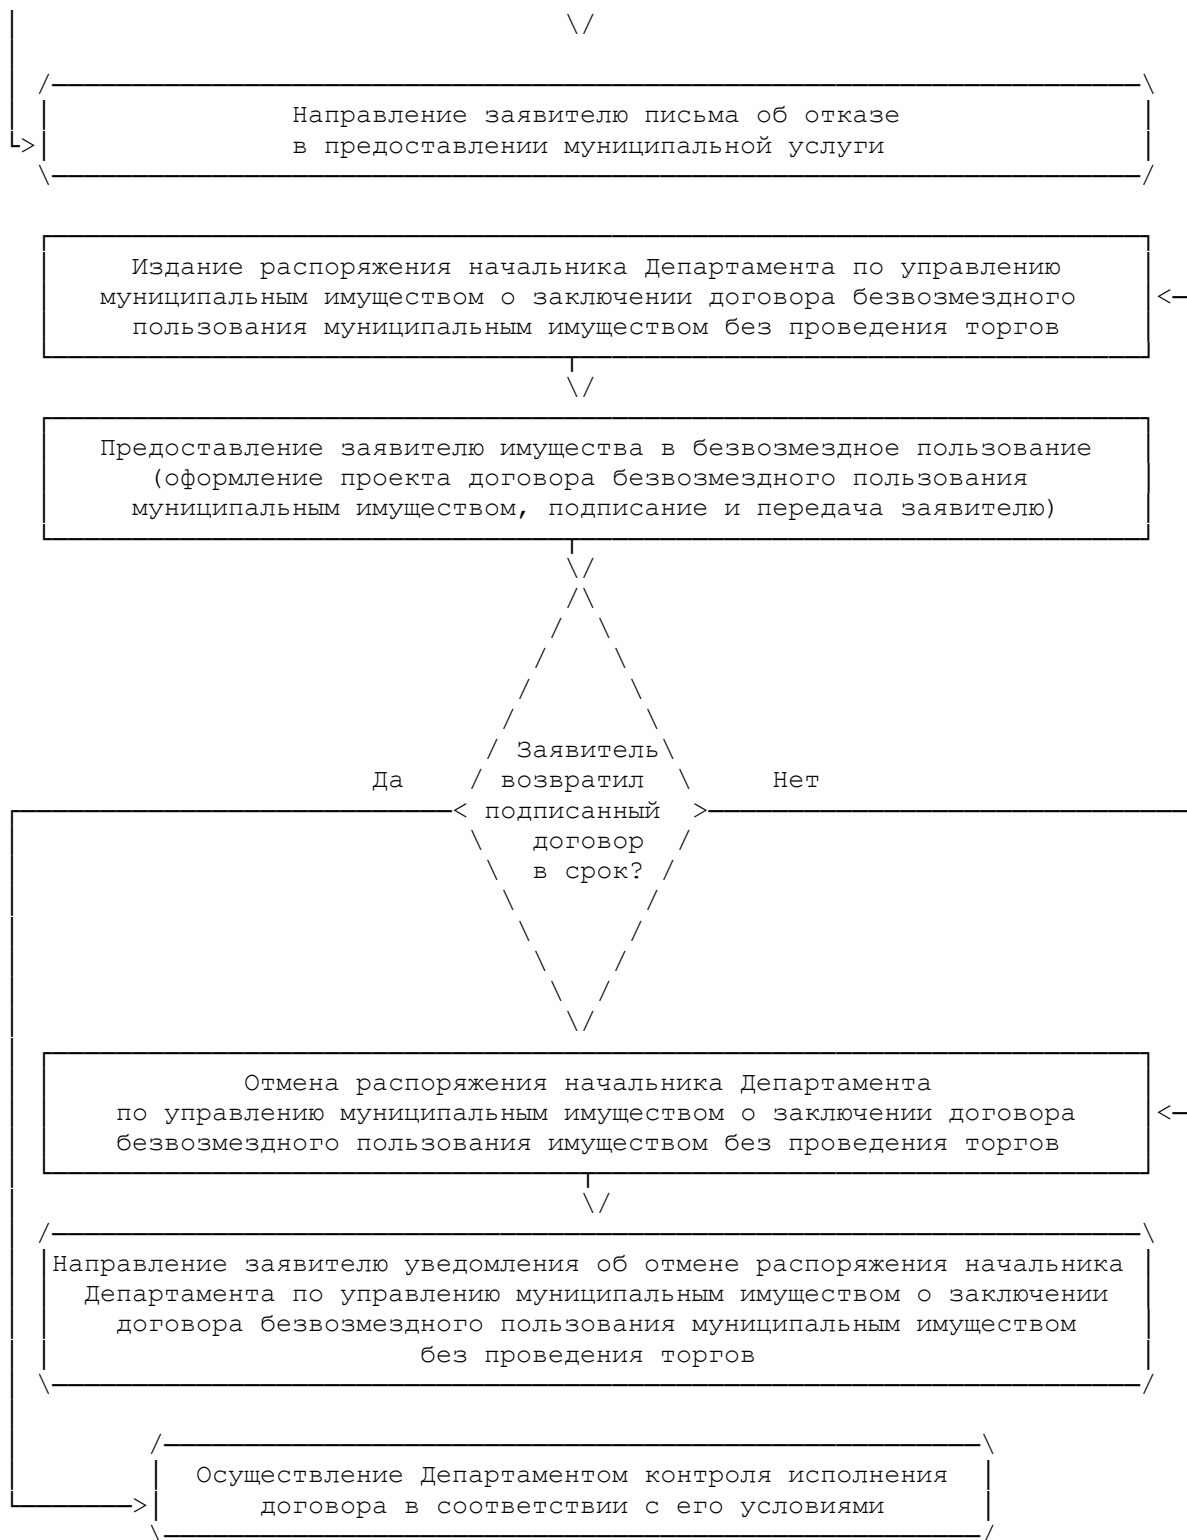 Направление заявителю письма об отказе
в предоставлении муниципальной услуги
Издание распоряжения начальника Департамента по управлению
муниципальным имуществом о заключении договора безвозмездного
пользования муниципальным имуществом без проведения торгов
Предоставление заявителю имущества в безвозмездное пользование
(оформление проекта договора безвозмездного пользования
муниципальным имуществом, подписание и передача заявителю)
Заявитель
Да возвратил Нет
подписанный
договор
в срок?
Отмена распоряжения начальника Департамента
по управлению муниципальным имуществом о заключении договора
безвозмездного пользования имуществом без проведения торгов
Направление заявителю уведомления об отмене распоряжения начальника
Департамента по управлению муниципальным имуществом о заключении
договора безвозмездного пользования муниципальным имуществом
без проведения торгов
Осуществление Департаментом контроля исполнения
договора в соответствии с его условиями